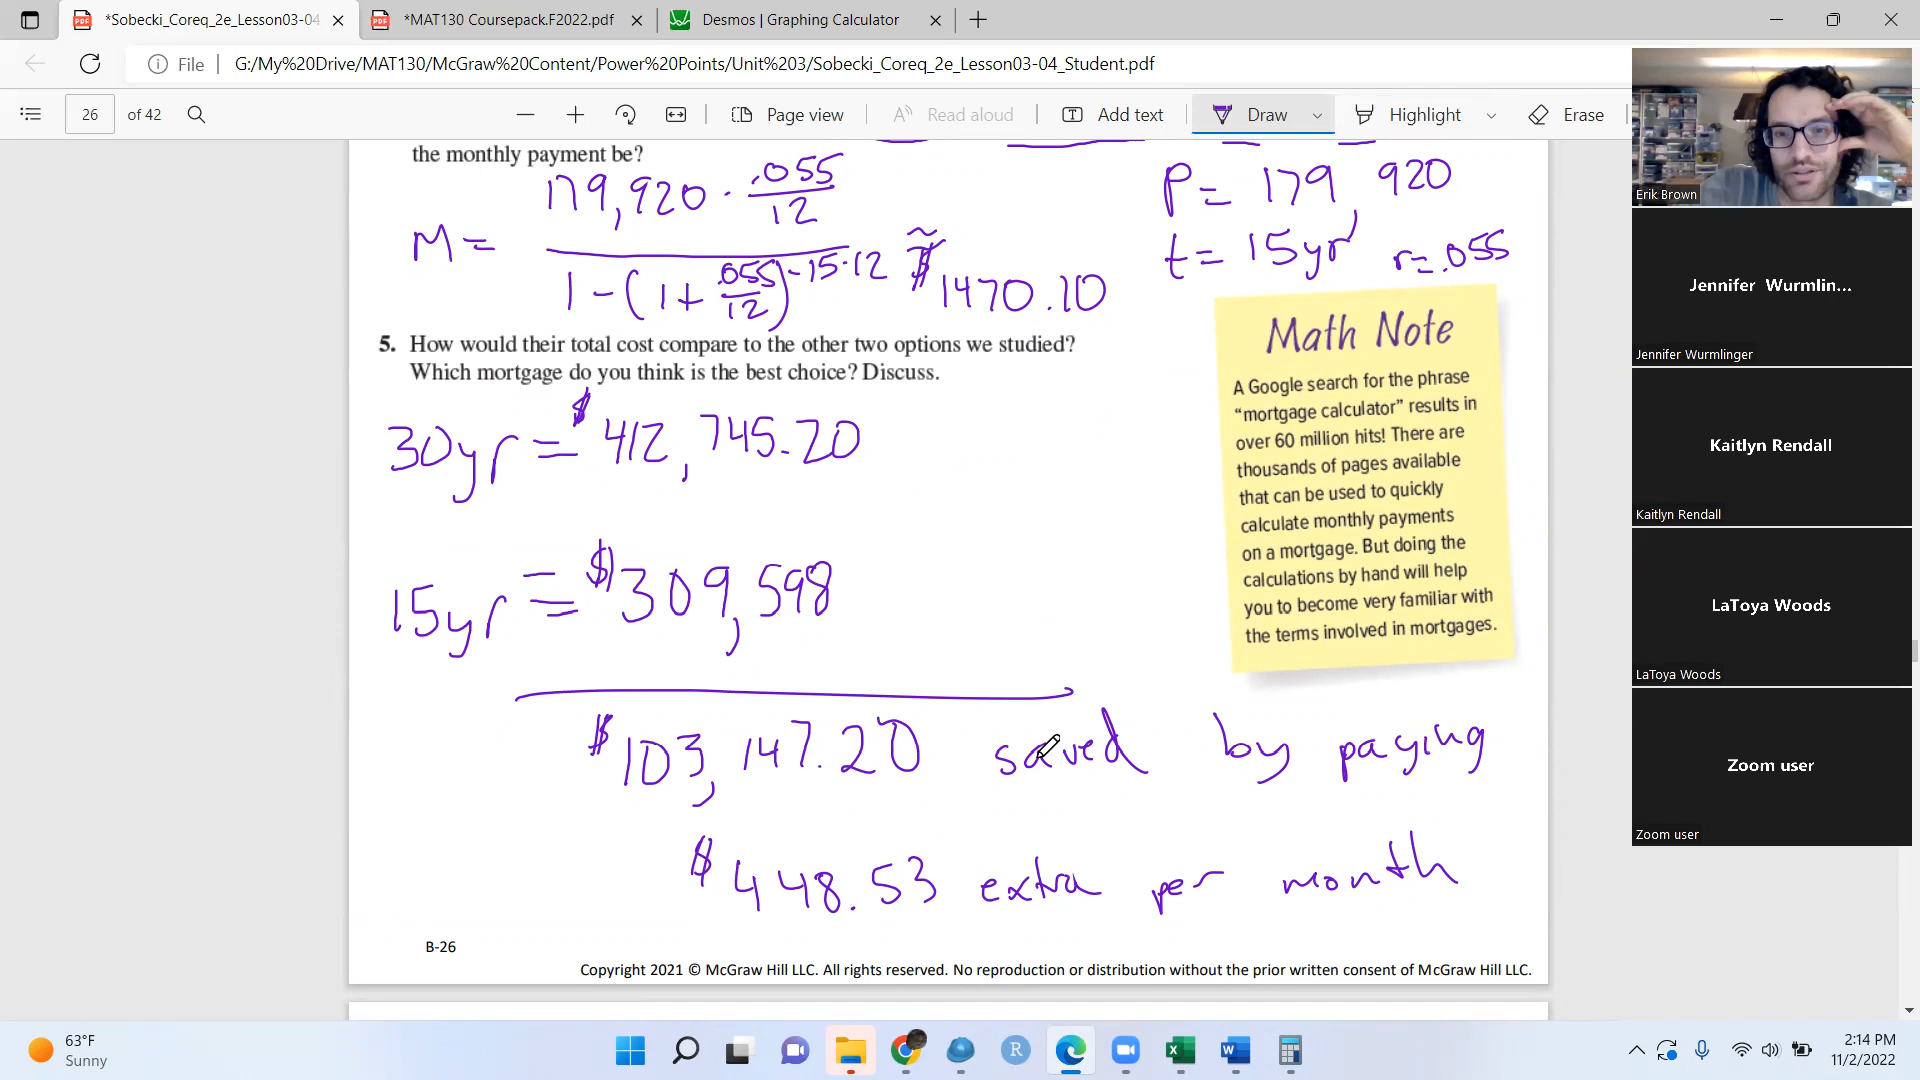 *Sobecki_Coreq_2e_Lesson03-04
*MAT130 Coursepack.F2022.pdf
Desmos | Graphing Calculator
File
G:/My%20Drive/MAT130/McGraw%20Content/Power%20Points/Unit%203/Sobecki_Coreq_2e_Lesson03-04_Student.pdf
26 of 42
Page view
Read aloud
Add text
Draw
Highlight
Erase
the monthly payment be?
M = 179,920 · .055/12
1 - (1 + .055/12)^-15·12 ≈ $1470.10
P = 179,920
t = 15yr r = .055
5. How would their total cost compare to the other two options we studied?
Which mortgage do you think is the best choice? Discuss.
30yr = $412,745.20
15yr = $309,598
$103,147.20 saved by paying
$448.53 extra per month
Math Note
A Google search for the phrase
“mortgage calculator” results in
over 60 million hits! There are
thousands of pages available
that can be used to quickly
calculate monthly payments
on a mortgage. But doing the
calculations by hand will help
you to become very familiar with
the terms involved in mortgages.
B-26
Copyright 2021 © McGraw Hill LLC. All rights reserved. No reproduction or distribution without the prior written consent of McGraw Hill LLC.
Erik Brown
Jennifer Wurmlin...
Jennifer Wurmlinger
Kaitlyn Rendall
Kaitlyn Rendall
LaToya Woods
LaToya Woods
Zoom user
Zoom user
63°F
Sunny
R
2:14 PM
11/2/2022